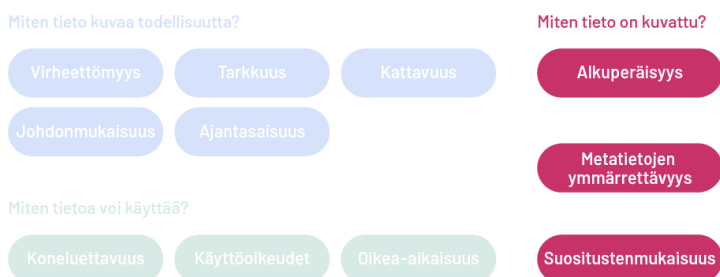 Miten tieto kuvaa todellisuutta?
Virheettömyys
Tarkkuus
Kattavuus
Johdonmukaisuus
Ajantasaisuus
Miten tietoa voi käyttää?
Koneluettavuus
Käyttöoikeudet
Oikea-aikaisuus
Miten tieto on kuvattu?
Alkuperäisyys
Metatietojen
ymmärrettävyys
Suositustenmukaisuus